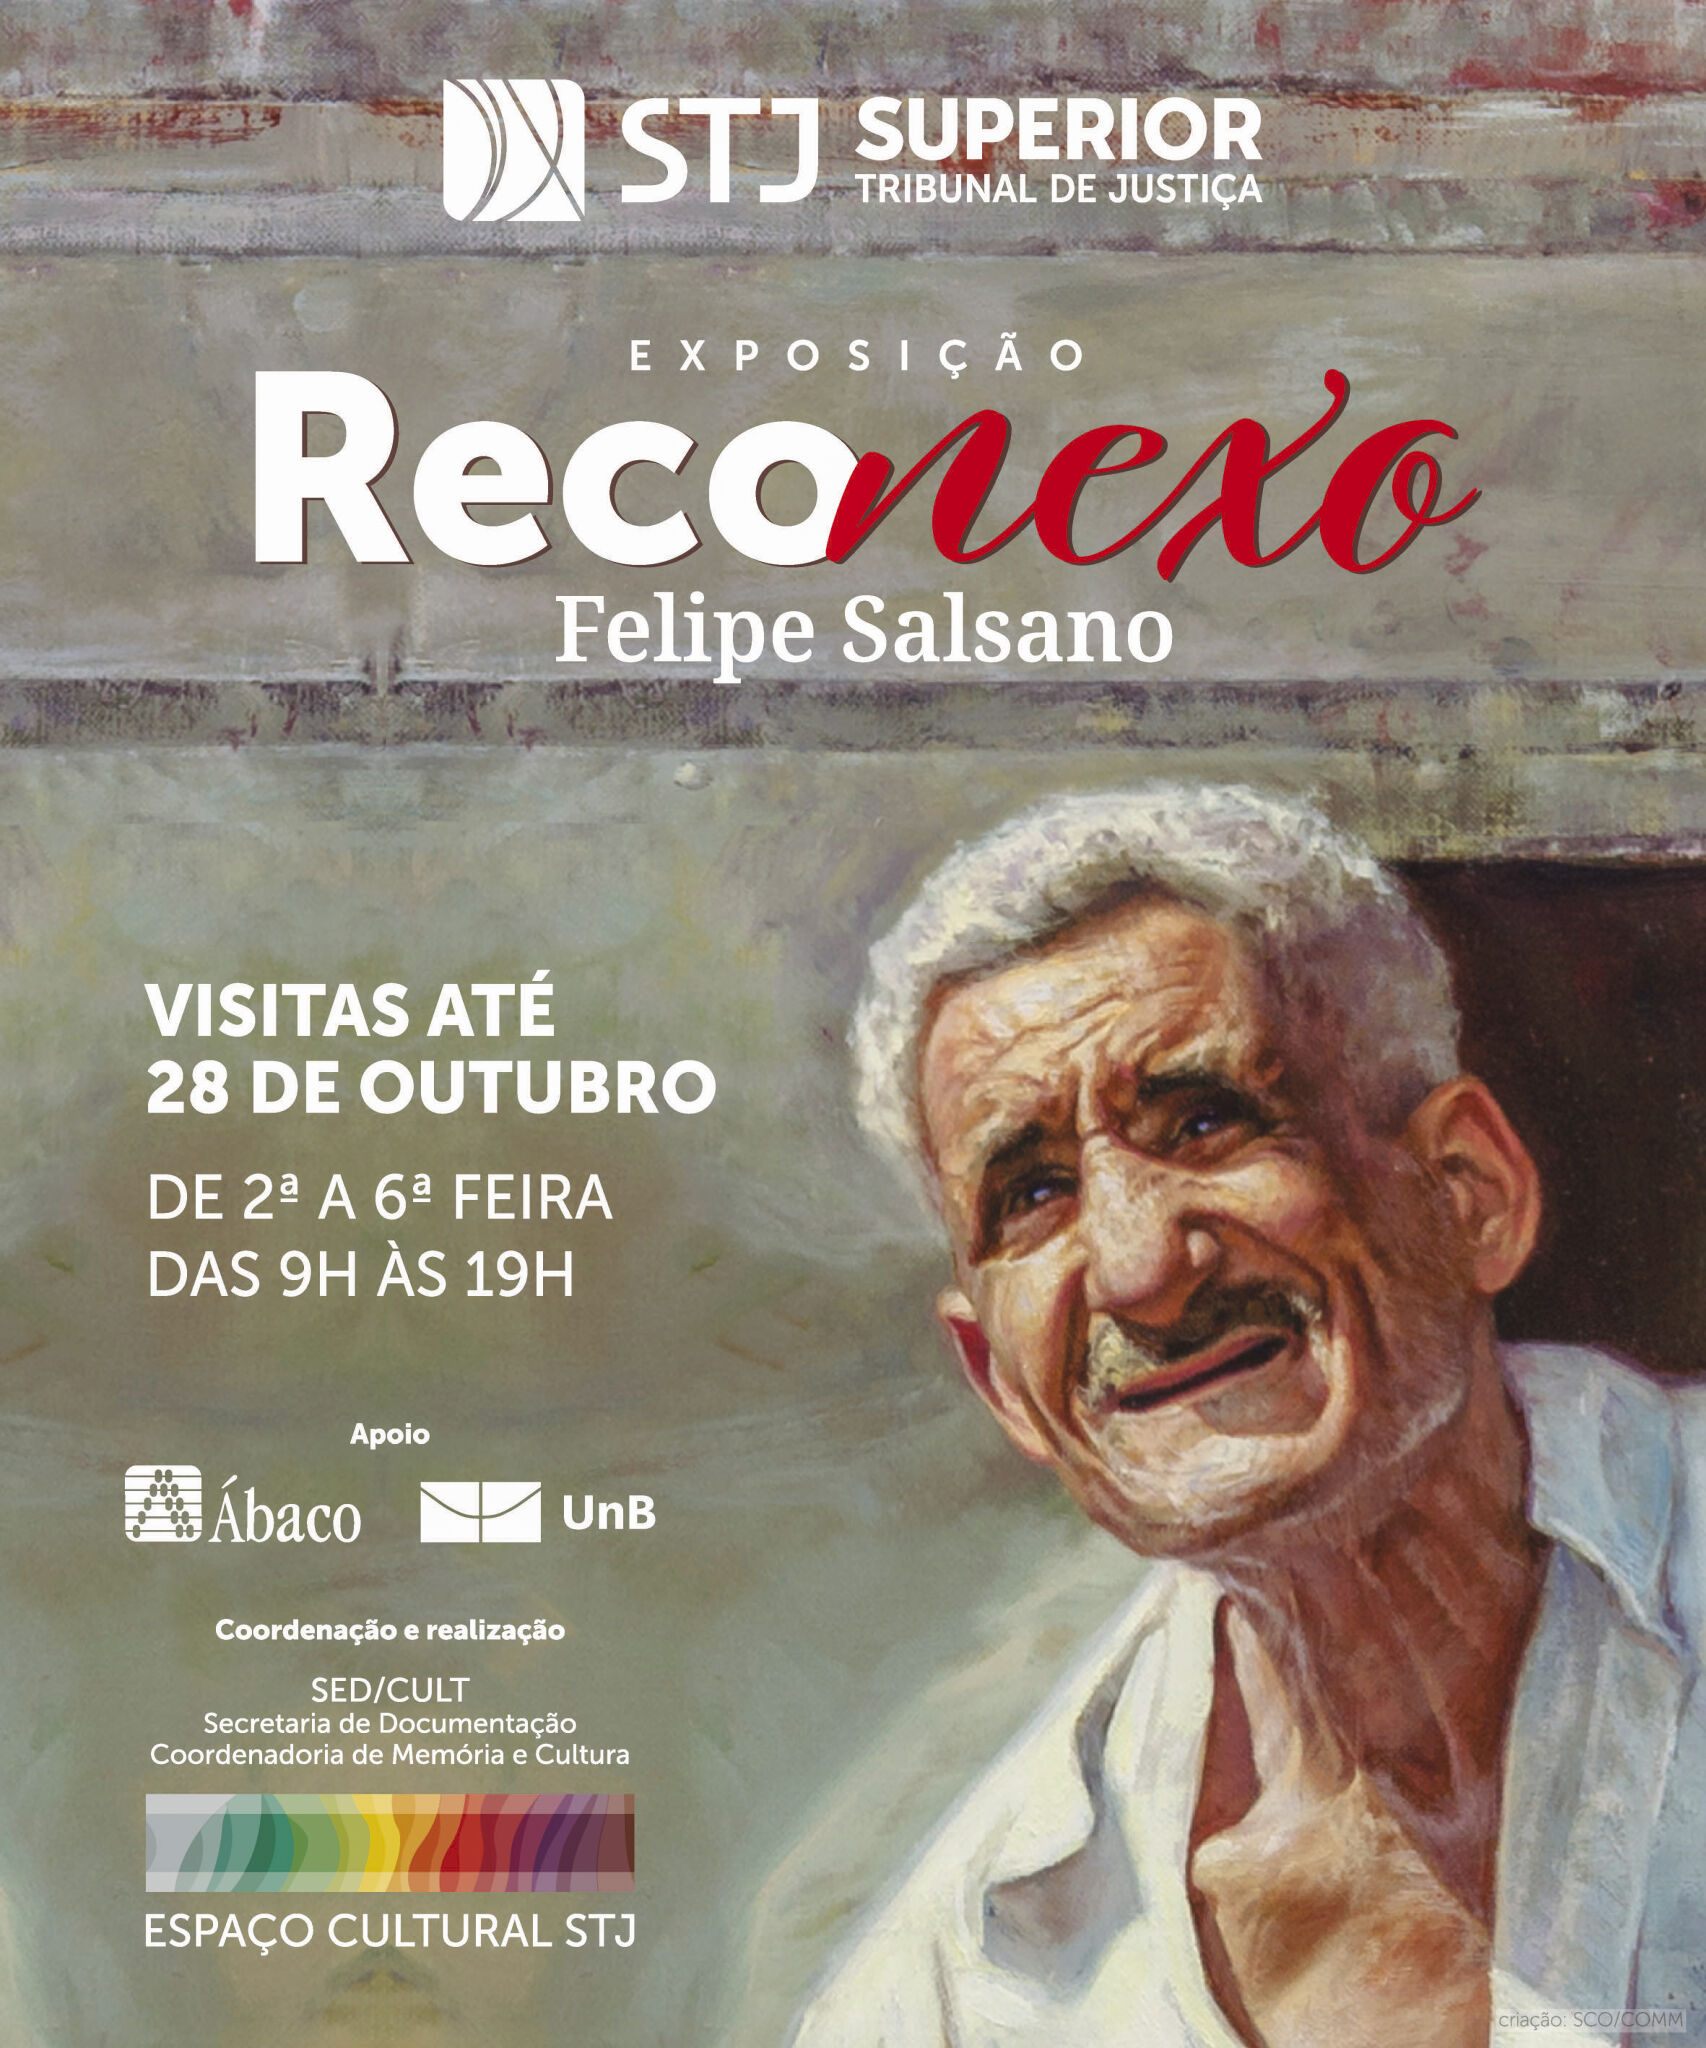 STJ SUPERIOR
TRIBUNAL DE JUSTIÇA
EXPOSIÇÃO
Reconexo
Felipe Salsano
VISITAS ATÉ
28 DE OUTUBRO
DE 2ª A 6ª FEIRA
DAS 9H ÀS 19H
Apoio
Ábaco UnB
Coordenação e realização
SED/CULT
Secretaria de Documentação
Coordenadoria de Memória e Cultura
ESPAÇO CULTURAL STJ
criação: SCO/COMM